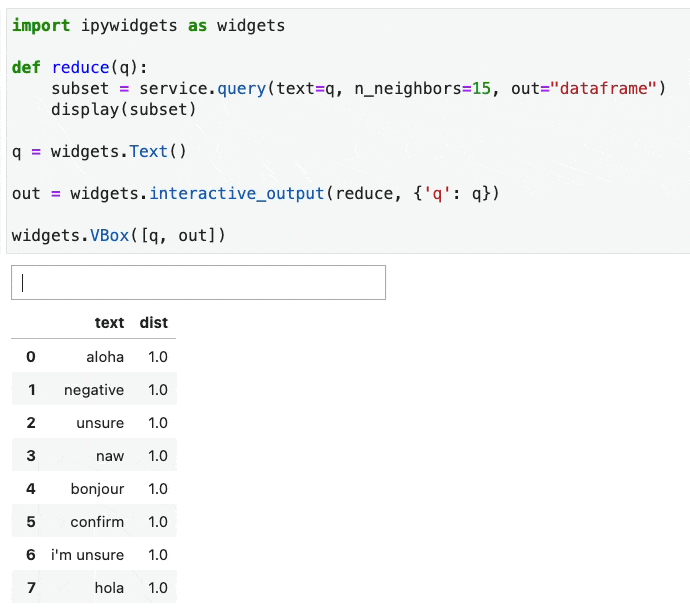 import ipywidgets as widgets
def reduce(q):
    subset = service.query(text=q, n_neighbors=15, out="dataframe")
    display(subset)
q = widgets.Text()
out = widgets.interactive_output(reduce, {'q': q})
widgets.VBox([q, out])
text dist
0 aloha 1.0
1 negative 1.0
2 unsure 1.0
3 naw 1.0
4 bonjour 1.0
5 confirm 1.0
6 i'm unsure 1.0
7 hola 1.0